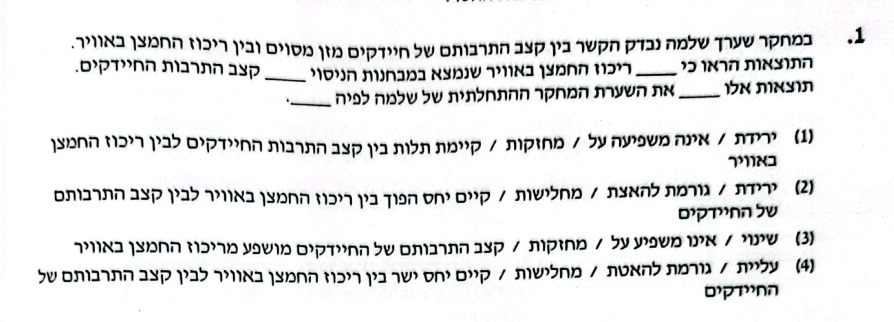 1. במחקר שערך שלמה נבדק הקשר בין קצב התרבותם של חיידקים מזן מסוים ובין ריכוז החמצן באוויר.
התוצאות הראו כי ____ ריכוז החמצן באוויר שנמצא במבחנות הניסוי ____ קצב התרבות החיידקים.
תוצאות אלו ____ את השערת המחקר ההתחלתית של שלמה לפיה ____.
(1) ירידת / אינה משפיעה על / מחזקות / קיימת תלות בין קצב התרבות החיידקים לבין ריכוז החמצן
באוויר
(2) ירידת / גורמת להאצת / מחלישות / קיים יחס הפוך בין ריכוז החמצן באוויר לבין קצב התרבותם
של החיידקים
(3) שינוי / אינו משפיע על / מחזקות / קצב התרבותם של החיידקים מושפע מריכוז החמצן באוויר
(4) עליית / גורמת להאטת / מחלישות / קיים יחס ישר בין ריכוז החמצן באוויר לבין קצב התרבותם של
החיידקים